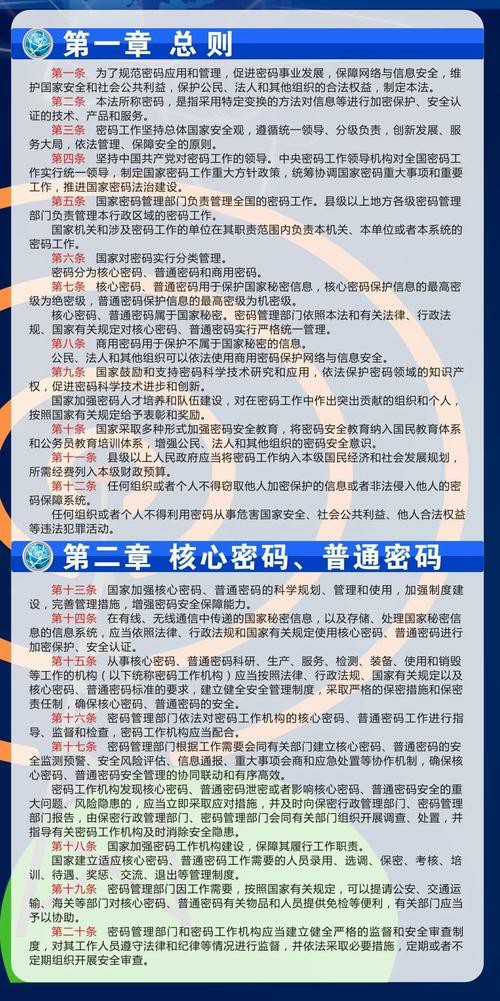 第一章 总 则
第一条 为了规范密码应用和管理，促进密码事业发展，保障网络与信息安全，维
护国家安全和社会公共利益，保护公民、法人和其他组织的合法权益，制定本法。
第二条 本法所称密码，是指采用特定变换的方法对信息等进行加密保护、安全认
证的技术、产品和服务。
第三条 密码工作坚持总体国家安全观，遵循统一领导、分级负责，创新发展、服
务大局，依法管理、保障安全的原则。
第四条 坚持中国共产党对密码工作的领导。中央密码工作领导机构对全国密码工
作实行统一领导，制定国家密码工作重大方针政策，统筹协调国家密码重大事项和重要
工作，推进国家密码法治建设。
第五条 国家密码管理部门负责管理全国的密码工作。县级以上地方各级密码管理
部门负责管理本行政区域的密码工作。
国家机关和涉及密码工作的单位在其职责范围内负责本机关、本单位或者本系统的
密码工作。
第六条 国家对密码实行分类管理。
密码分为核心密码、普通密码和商用密码。
第七条 核心密码、普通密码用于保护国家秘密信息，核心密码保护信息的最高密
级为绝密级，普通密码保护信息的最高密级为机密级。
核心密码、普通密码属于国家秘密。密码管理部门依照本法和有关法律、行政法
规、国家有关规定对核心密码、普通密码实行严格统一管理。
第八条 商用密码用于保护不属于国家秘密的信息。
公民、法人和其他组织可以依法使用商用密码保护网络与信息安全。
第九条 国家鼓励和支持密码科学技术研究和应用，依法保护密码领域的知识产
权，促进密码科学技术进步和创新。
国家加强密码人才培养和队伍建设，对在密码工作中作出突出贡献的组织和个人，
按照国家有关规定给予表彰和奖励。
第十条 国家采取多种形式加强密码安全教育，将密码安全教育纳入国民教育体系
和公务员教育培训体系，增强公民、法人和其他组织的密码安全意识。
第十一条 县级以上人民政府应当将密码工作纳入本级国民经济和社会发展规划，
所需经费列入本级财政预算。
第十二条 任何组织或者个人不得窃取他人加密保护的信息或者非法侵入他人的密
码保障系统。
任何组织或者个人不得利用密码从事危害国家安全、社会公共利益、他人合法权益
等违法犯罪活动。
第二章 核心密码、普通密码
第十三条 国家加强核心密码、普通密码的科学规划、管理和使用，加强制度建
设，完善管理措施，增强密码安全保障能力。
第十四条 在有线、无线通信中传递的国家秘密信息，以及存储、处理国家秘密信
息的信息系统，应当依照法律、行政法规和国家有关规定使用核心密码、普通密码进行
加密保护、安全认证。
第十五条 从事核心密码、普通密码科研、生产、服务、检测、装备、使用和销毁
等工作的机构（以下统称密码工作机构）应当按照法律、行政法规、国家有关规定以及
核心密码、普通密码标准的要求，建立健全安全管理制度，采取严格的保密措施和保密
责任制，确保核心密码、普通密码的安全。
第十六条 密码管理部门依法对密码工作机构的核心密码、普通密码工作进行指
导、监督和检查，密码工作机构应当配合。
第十七条 密码管理部门根据工作需要会同有关部门建立核心密码、普通密码的安
全监测预警、安全风险评估、信息通报、重大事项会商和应急处置等协作机制，确保核
心密码、普通密码安全管理的协同联动和有序高效。
密码工作机构发现核心密码、普通密码泄密或者影响核心密码、普通密码安全的重
大问题、风险隐患的，应当立即采取应对措施，并及时向保密行政管理部门、密码管理
部门报告，由保密行政管理部门、密码管理部门会同有关部门组织开展调查、处置，并
指导有关密码工作机构及时消除安全隐患。
第十八条 国家加强密码工作机构建设，保障其履行工作职责。
国家建立适应核心密码、普通密码工作需要的人员录用、选调、保密、考核、培
训、待遇、奖惩、交流、退出等管理制度。
第十九条 密码管理部门因工作需要，按照国家有关规定，可以提请公安、交通运
输、海关等部门对核心密码、普通密码有关物品和人员提供免检等便利，有关部门应当
予以协助。
第二十条 密码管理部门和密码工作机构应当建立健全严格的监督和安全审查制
度，对其工作人员遵守法律和纪律等情况进行监督，并依法采取必要措施，定期或者不
定期组织开展安全审查。